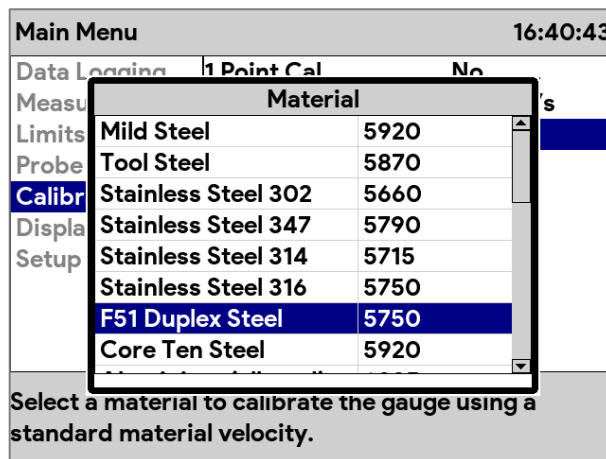 Main Menu 16:40:43
Data Logging 1 Point Cal No
Measu 's
Material
Limits Mild Steel 5920
Probe Tool Steel 5870
Calibr Stainless Steel 302 5660
Displa Stainless Steel 347 5790
Setup Stainless Steel 314 5715
Stainless Steel 316 5750
F51 Duplex Steel 5750
Core Ten Steel 5920
Select a material to calibrate the gauge using a
standard material velocity.